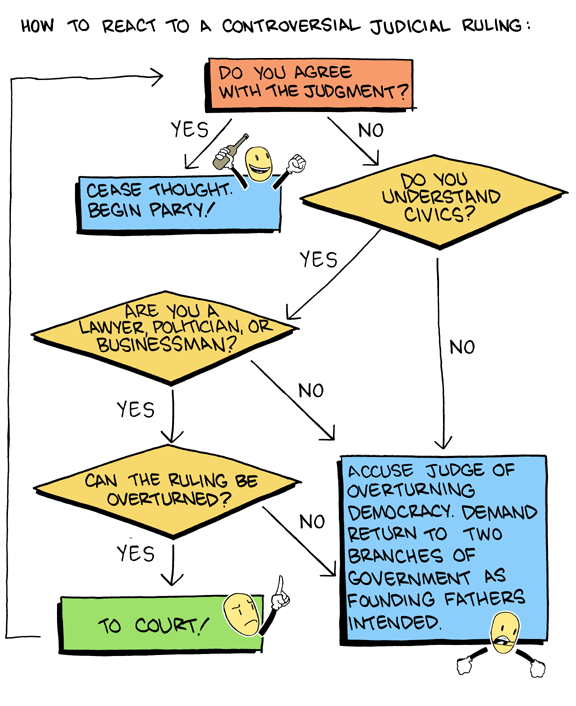 HOW TO REACT TO A CONTROVERSIAL JUDICIAL RULING:
DO YOU AGREE
WITH THE JUDGMENT?
YES
NO
CEASE THOUGHT.
BEGIN PARTY!
DO YOU
UNDERSTAND
CIVICS?
YES
NO
ARE YOU A
LAWYER, POLITICIAN, OR
BUSINESSMAN?
YES
NO
CAN THE RULING BE
OVERTURNED?
YES
NO
ACCUSE JUDGE OF
OVERTURNING
DEMOCRACY. DEMAND
RETURN TO TWO
BRANCHES OF
GOVERNMENT AS
FOUNDING FATHERS
INTENDED.
TO COURT!